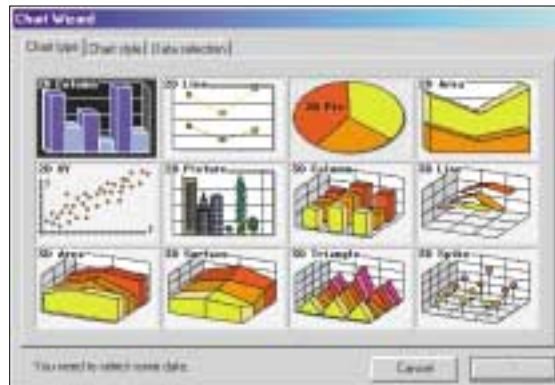 Chart Wizard
Chart type Chart style Data selection
2D Column 2D Line 2D Pie 2D Area
2D XY 2D Picture 3D Column 3D Line
3D Area 3D Surface 3D Triangle 3D Spike
You need to select some data.
Cancel